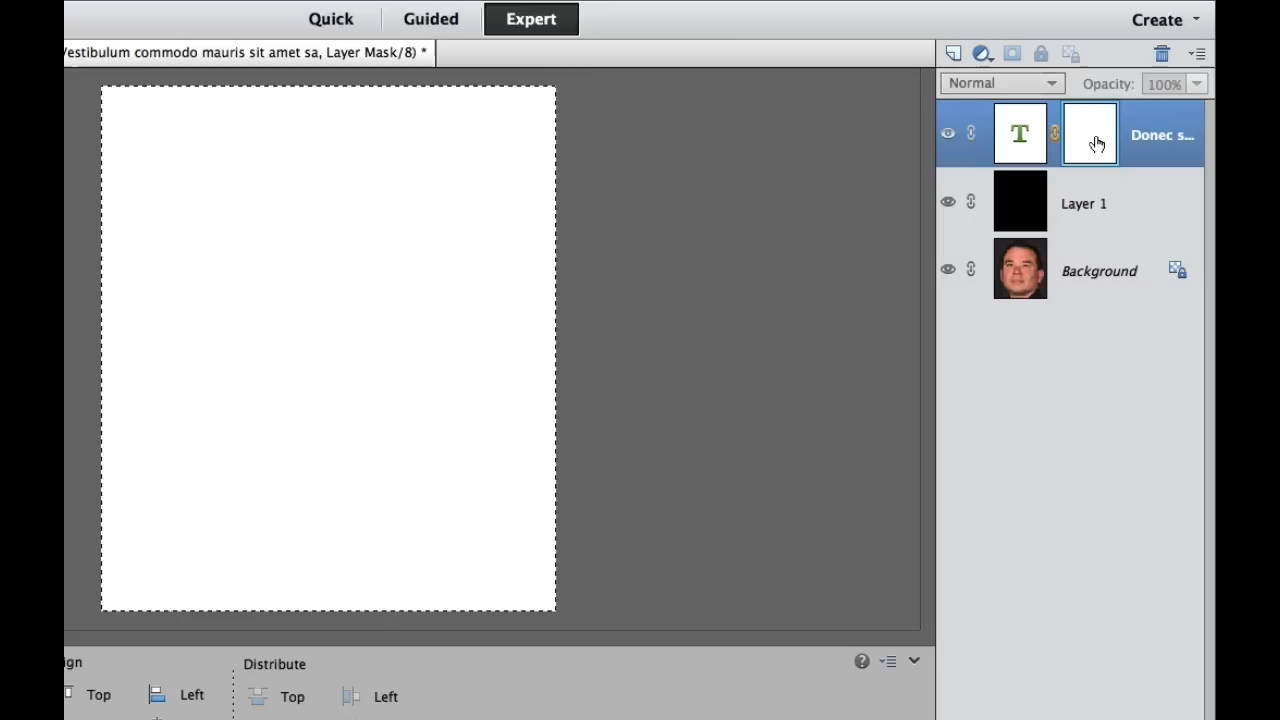 Quick Guided Expert Create
Vestibulum commodo mauris sit amet sa, Layer Mask/8) *
Normal Opacity: 100%
T Donec s...
Layer 1
Background
ign Distribute
Top Left Top Left